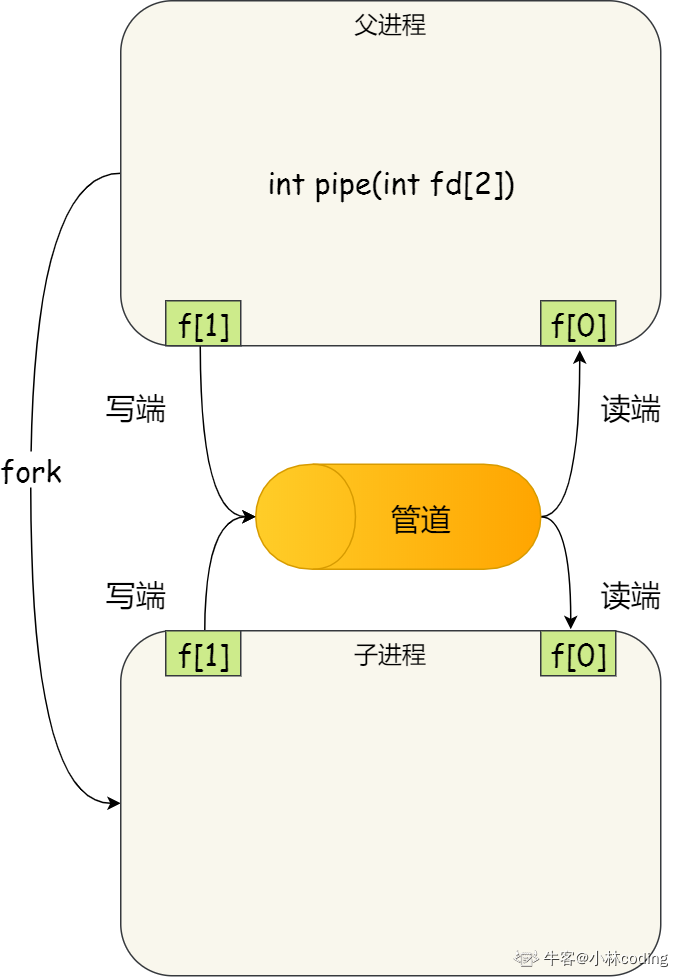 父进程
int pipe(int fd[2])
f[1]
f[0]
写端
读端
fork
管道
写端
读端
f[1]
子进程
f[0]
牛客@小林coding